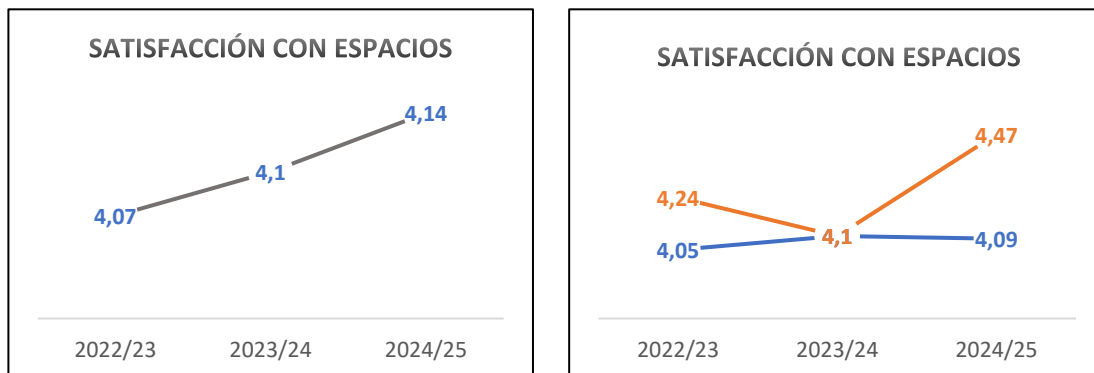 SATISFACCIÓN CON ESPACIOS
4,14
4,1
4,07
2022/23 2023/24 2024/25
SATISFACCIÓN CON ESPACIOS
4,47
4,24
4,1
4,05
4,09
2022/23 2023/24 2024/25